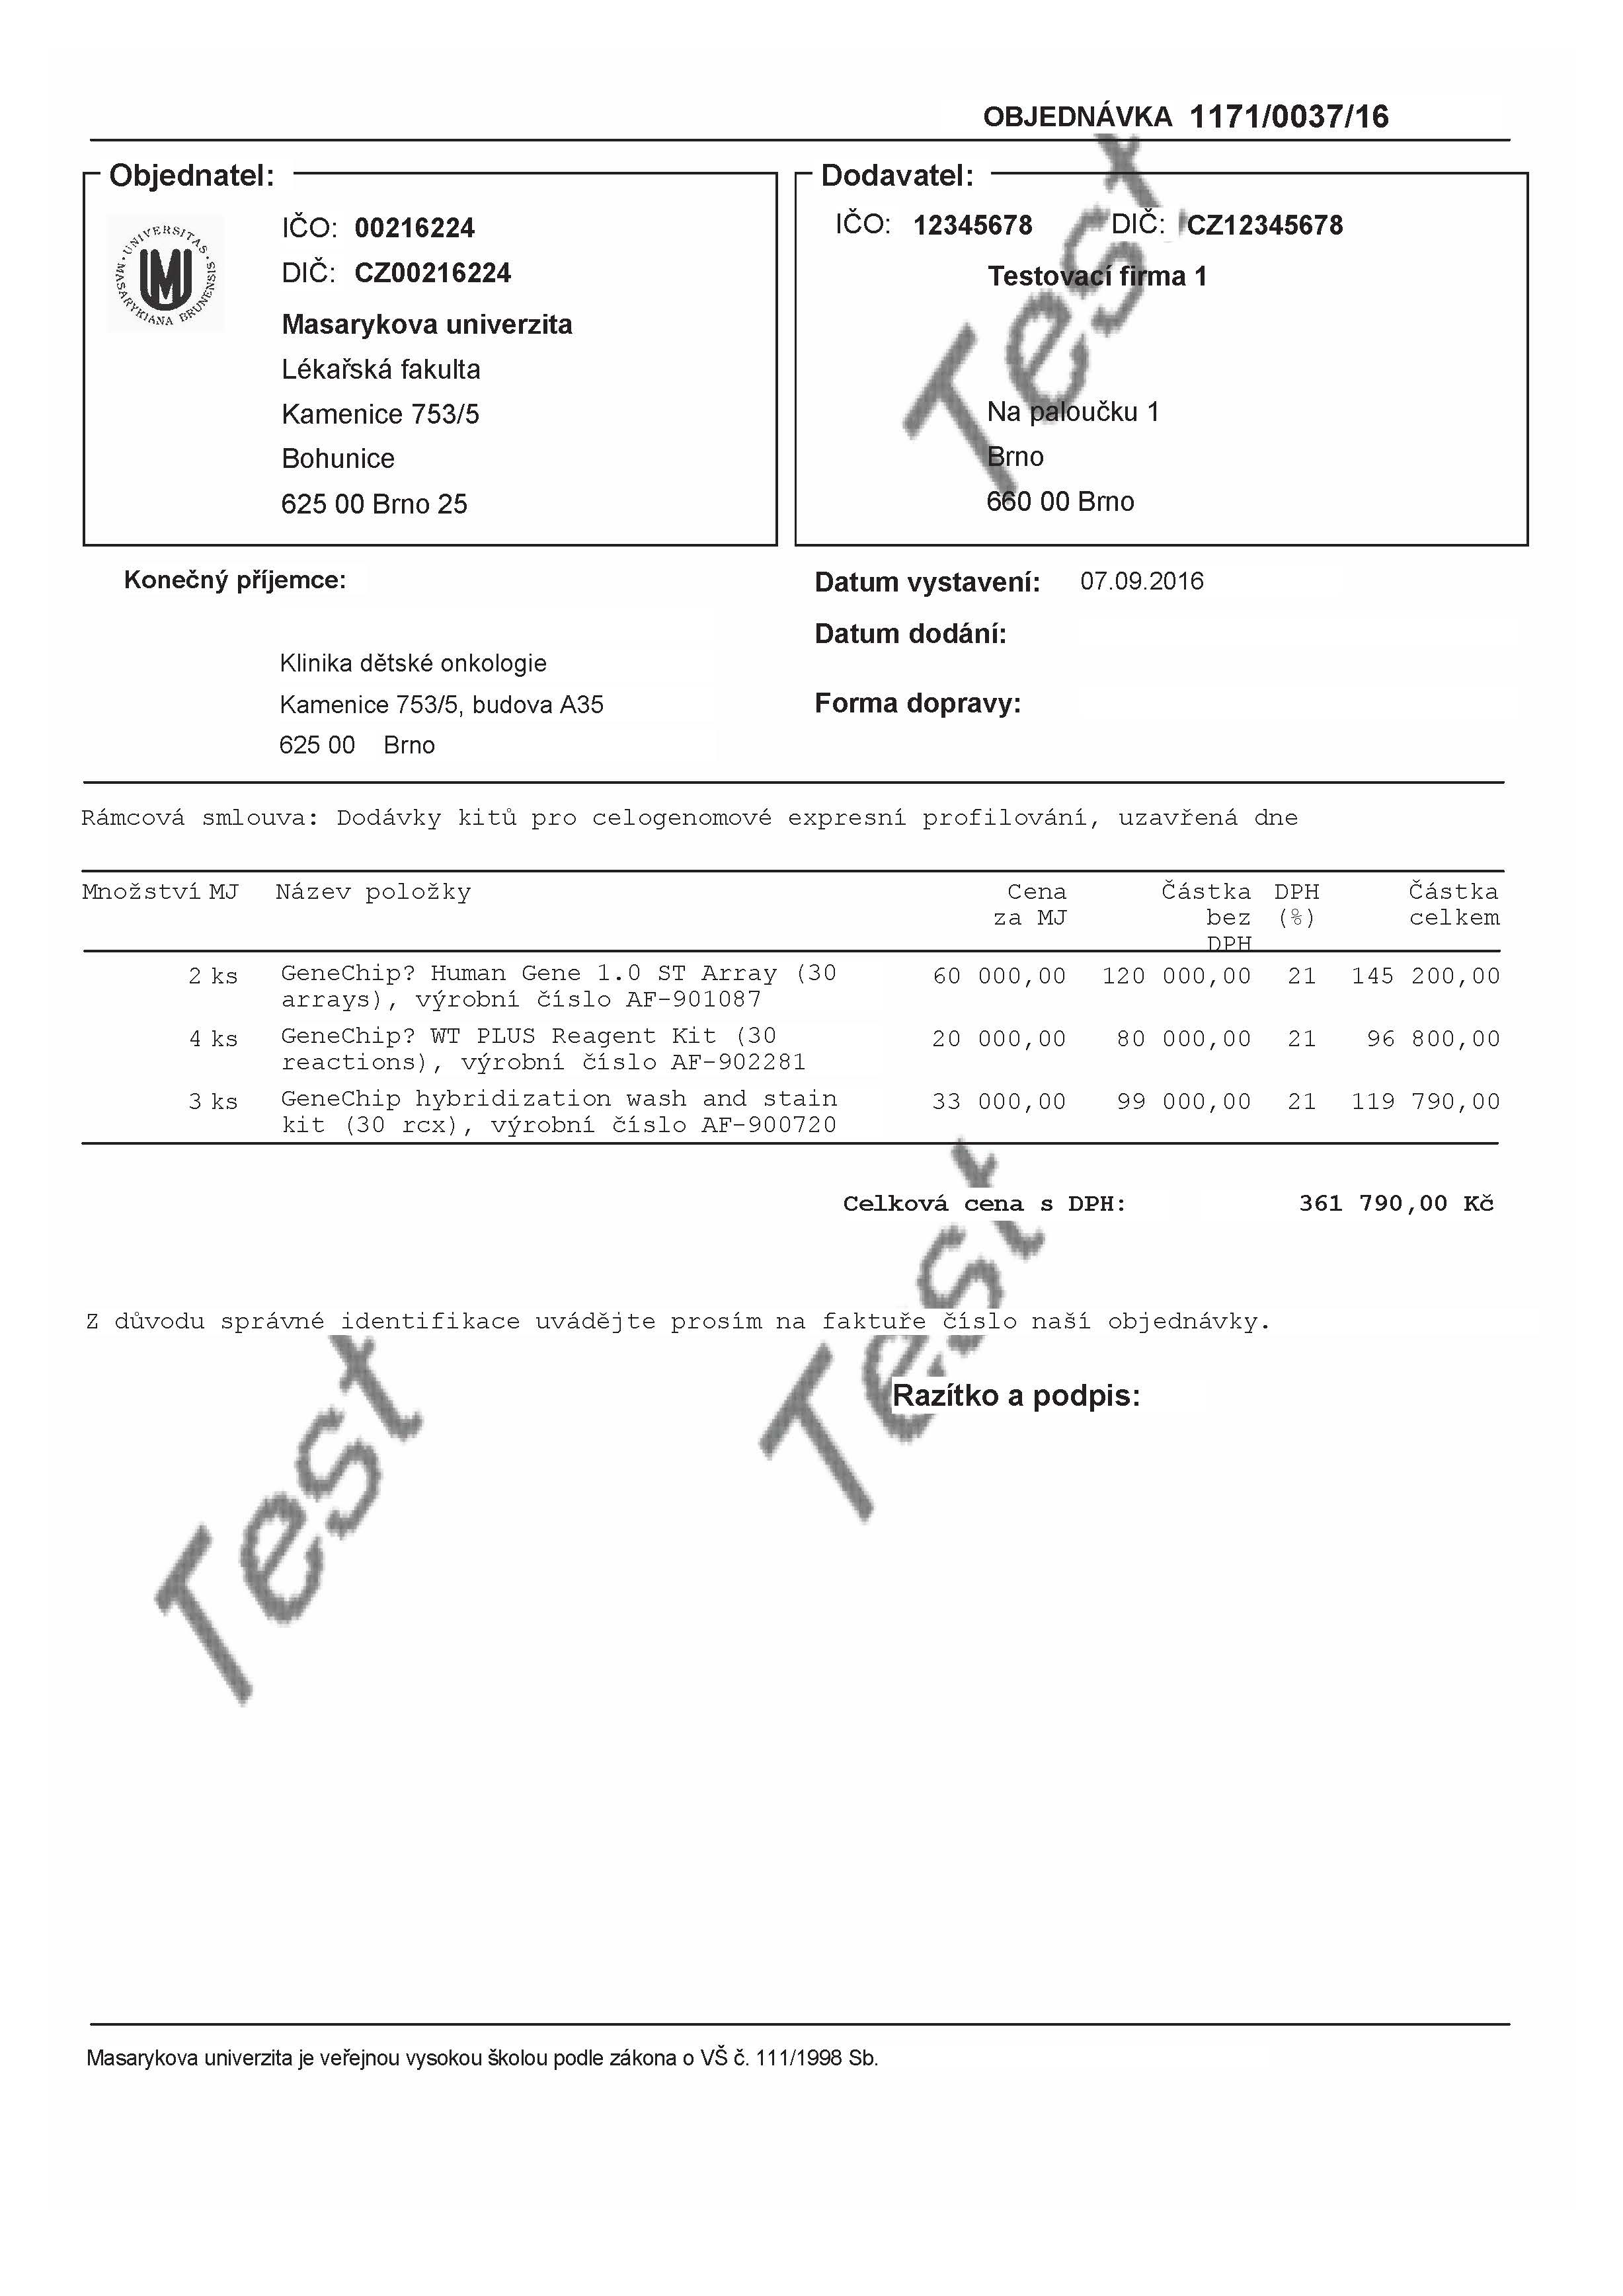 OBJEDNÁVKA 1171/0037/16
Objednatel:
UNIVERSITAS MASARYKIANA BRUNENSIS
IČO: 00216224
DIČ: CZ00216224
Masarykova univerzita
Lékařská fakulta
Kamenice 753/5
Bohunice
625 00 Brno 25
Dodavatel:
IČO: 12345678 DIČ: CZ12345678
Testovací firma 1
Na paloučku 1
Brno
660 00 Brno
Test
Konečný příjemce:
Klinika dětské onkologie
Kamenice 753/5, budova A35
625 00 Brno
Datum vystavení: 07.09.2016
Datum dodání:
Forma dopravy:
Rámcová smlouva: Dodávky kitů pro celogenomové expresní profilování, uzavřená dne
Množství MJ Název položky Cena Částka DPH Částka
za MJ bez (%) celkem
DPH
2 ks GeneChip? Human Gene 1.0 ST Array (30 60 000,00 120 000,00 21 145 200,00
arrays), výrobní číslo AF-901087
4 ks GeneChip? WT PLUS Reagent Kit (30 20 000,00 80 000,00 21 96 800,00
reactions), výrobní číslo AF-902281
3 ks GeneChip hybridization wash and stain 33 000,00 99 000,00 21 119 790,00
kit (30 rcx), výrobní číslo AF-900720
Celková cena s DPH: 361 790,00 Kč
Z důvodu správné identifikace uvádějte prosím na faktuře číslo naší objednávky.
Test
Razítko a podpis:
Test
Masarykova univerzita je veřejnou vysokou školou podle zákona o VŠ č. 111/1998 Sb.